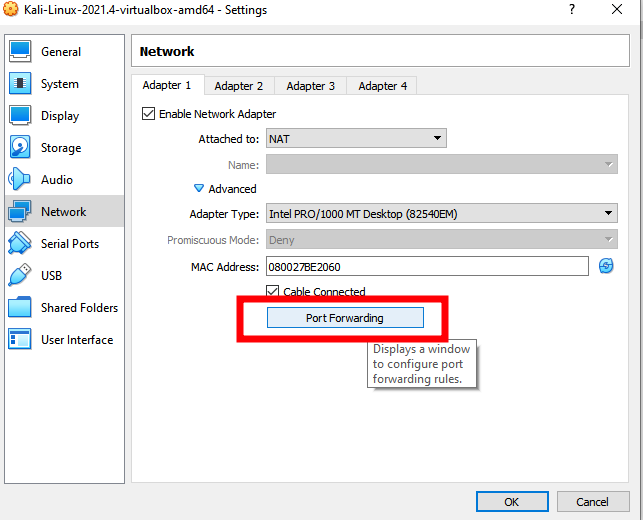 Kali-Linux-2021.4-virtualbox-amd64 - Settings
?
General
System
Display
Storage
Audio
Network
Serial Ports
USB
Shared Folders
User Interface
Network
Adapter 1 Adapter 2 Adapter 3 Adapter 4
Enable Network Adapter
Attached to: NAT
Name:
Advanced
Adapter Type: Intel PRO/1000 MT Desktop (82540EM)
Promiscuous Mode: Deny
MAC Address: 080027BE2060
Cable Connected
Port Forwarding
Displays a window
to configure port
forwarding rules.
OK Cancel